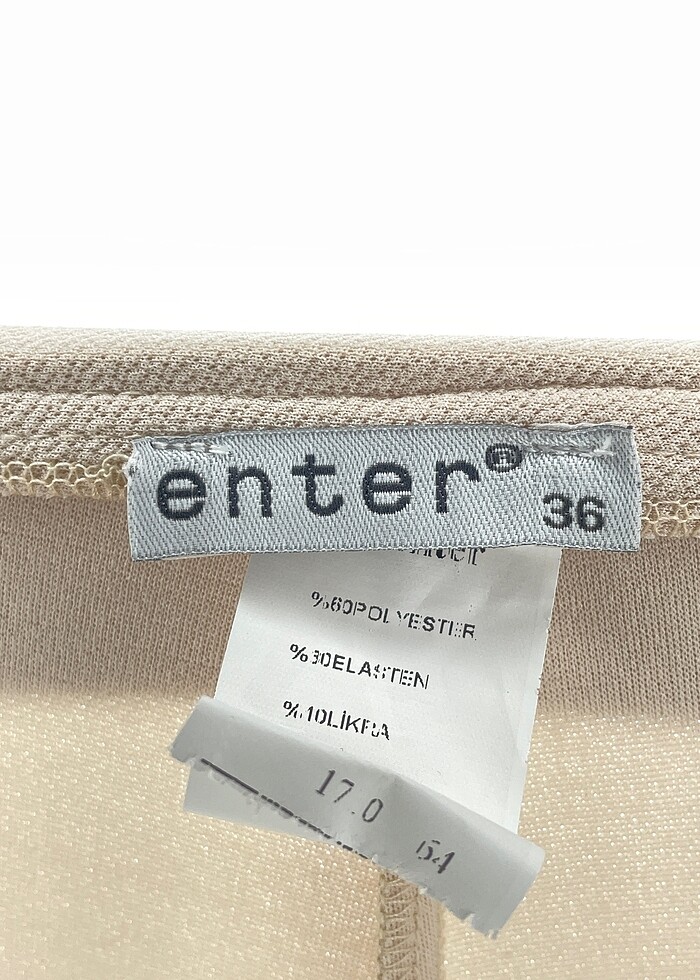 enter®
36
%60POLYESTER
%30ELASTEN
%10LİKRA
17.0 64